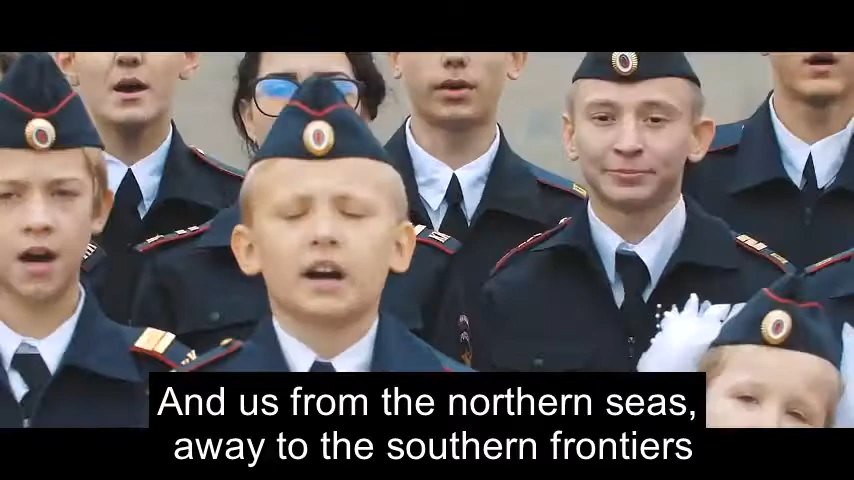 And us from the northern seas,
away to the southern frontiers